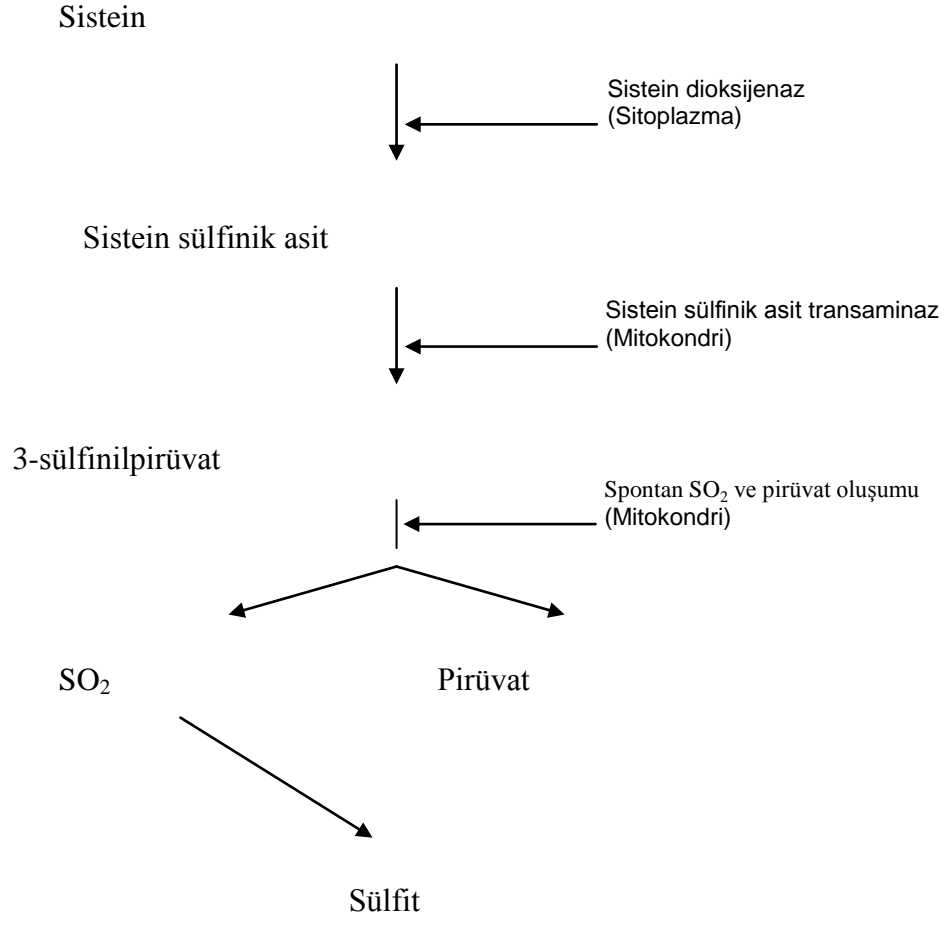 Sistein
Sistein dioksijenaz
(Sitoplazma)
Sistein sülfinik asit
Sistein sülfinik asit transaminaz
(Mitokondri)
3-sülfinilpirüvat
Spontan SO₂ ve pirüvat oluşumu
(Mitokondri)
SO₂
Pirüvat
Sülfit